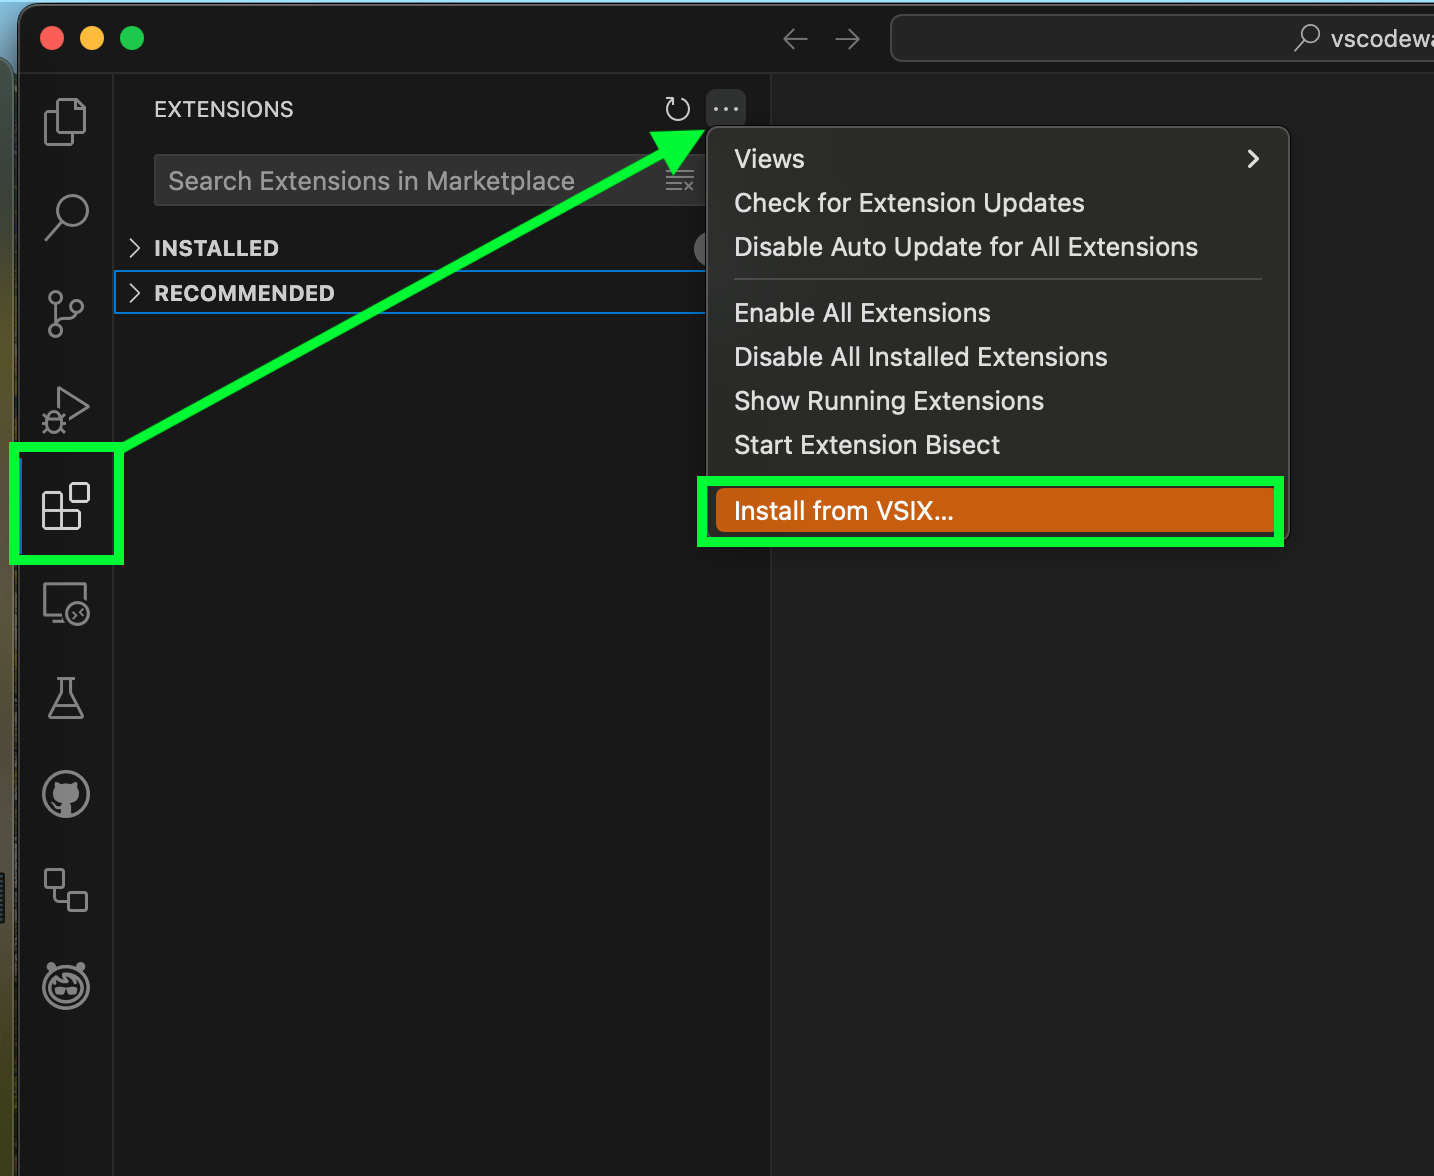 vscodewa
EXTENSIONS
Search Extensions in Marketplace
INSTALLED
RECOMMENDED
Views
Check for Extension Updates
Disable Auto Update for All Extensions
Enable All Extensions
Disable All Installed Extensions
Show Running Extensions
Start Extension Bisect
Install from VSIX...